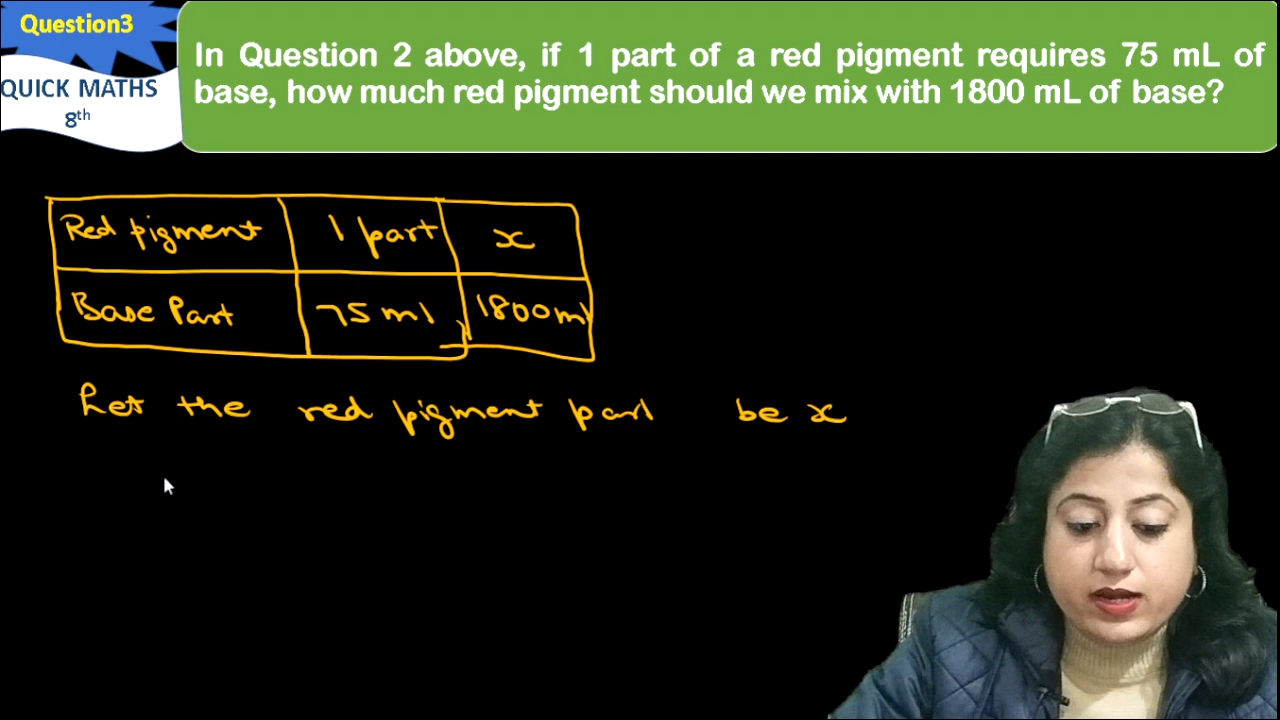 Question3
QUICK MATHS
8th
In Question 2 above, if 1 part of a red pigment requires 75 mL of
base, how much red pigment should we mix with 1800 mL of base?
Red pigment 1 part x
Base Part 75 ml 1800ml
Let the red pigment part be x